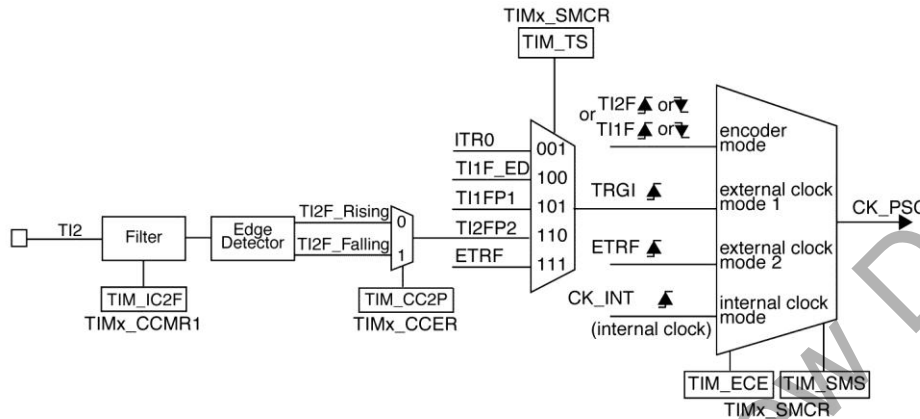 TIMx_SMCR
TIM_TS
or TI2F or
TI1F or
encoder
mode
ITR0
001
TI1F_ED
100
TI1FP1
101
TRGI
external clock
mode 1
CK_PSC
TI2
Filter
Edge
Detector
TI2F_Rising
0
TI2F_Falling
1
TI2FP2
110
ETRF
111
ETRF
external clock
mode 2
CK_INT
(internal clock)
internal clock
mode
TIM_IC2F
TIMx_CCMR1
TIM_CC2P
TIMx_CCER
TIM_ECE
TIM_SMS
TIMx_SMCR